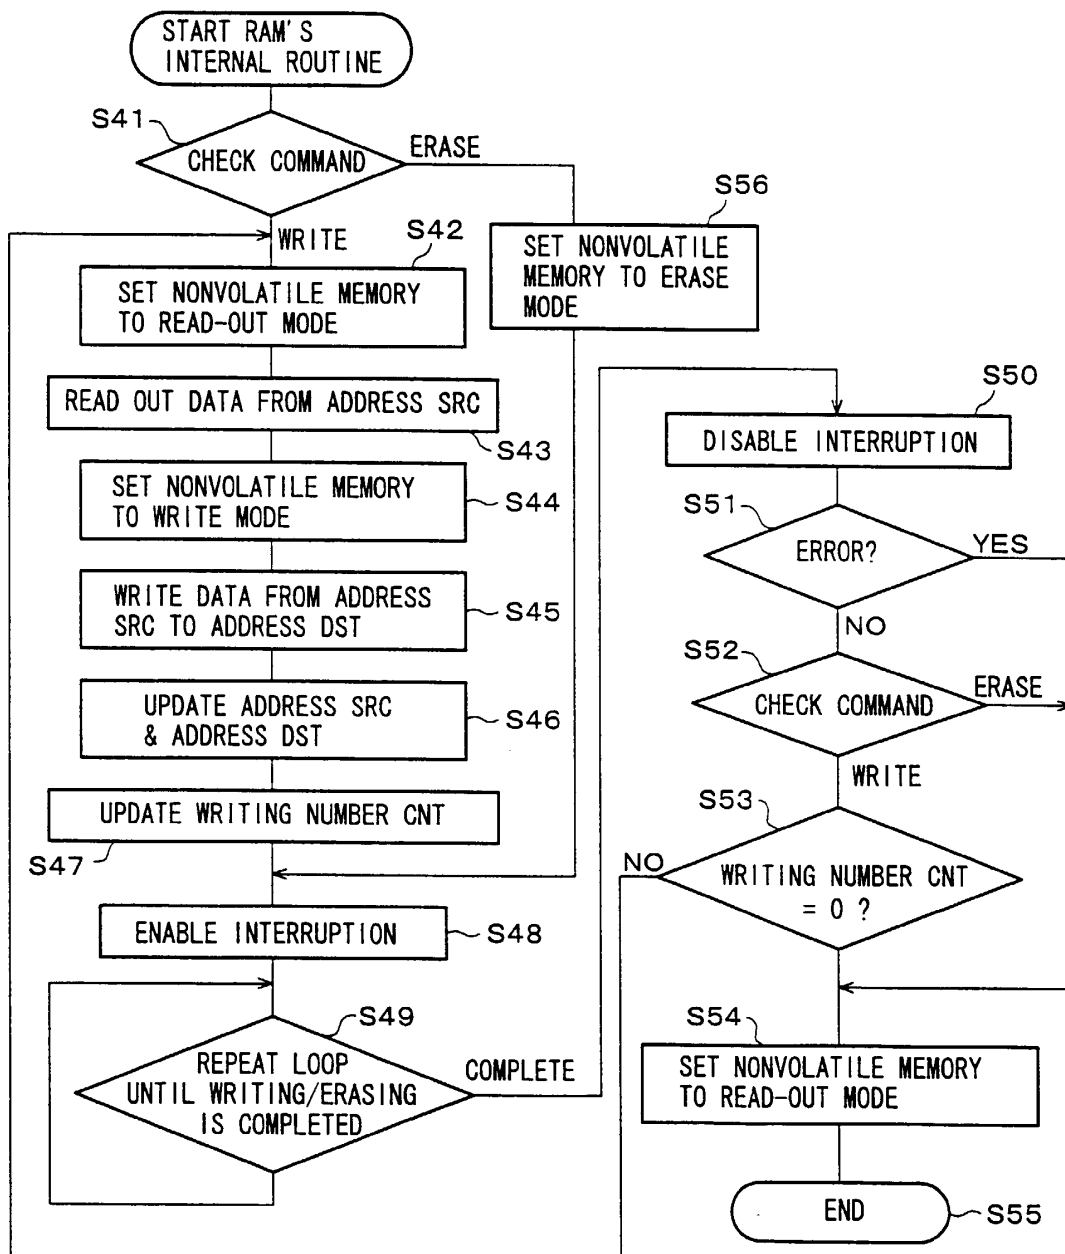 START RAM'S
INTERNAL ROUTINE
S41
CHECK COMMAND
ERASE
WRITE
S42
SET NONVOLATILE MEMORY
TO READ-OUT MODE
READ OUT DATA FROM ADDRESS SRC
S43
SET NONVOLATILE MEMORY
TO WRITE MODE
S44
WRITE DATA FROM ADDRESS
SRC TO ADDRESS DST
S45
UPDATE ADDRESS SRC
& ADDRESS DST
S46
UPDATE WRITING NUMBER CNT
S47
ENABLE INTERRUPTION
S48
S49
REPEAT LOOP
UNTIL WRITING/ERASING
IS COMPLETED
COMPLETE
S56
SET NONVOLATILE
MEMORY TO ERASE
MODE
S50
DISABLE INTERRUPTION
S51
ERROR?
YES
NO
S52
CHECK COMMAND
ERASE
WRITE
S53
NO
WRITING NUMBER CNT
= 0 ?
S54
SET NONVOLATILE MEMORY
TO READ-OUT MODE
END
S55